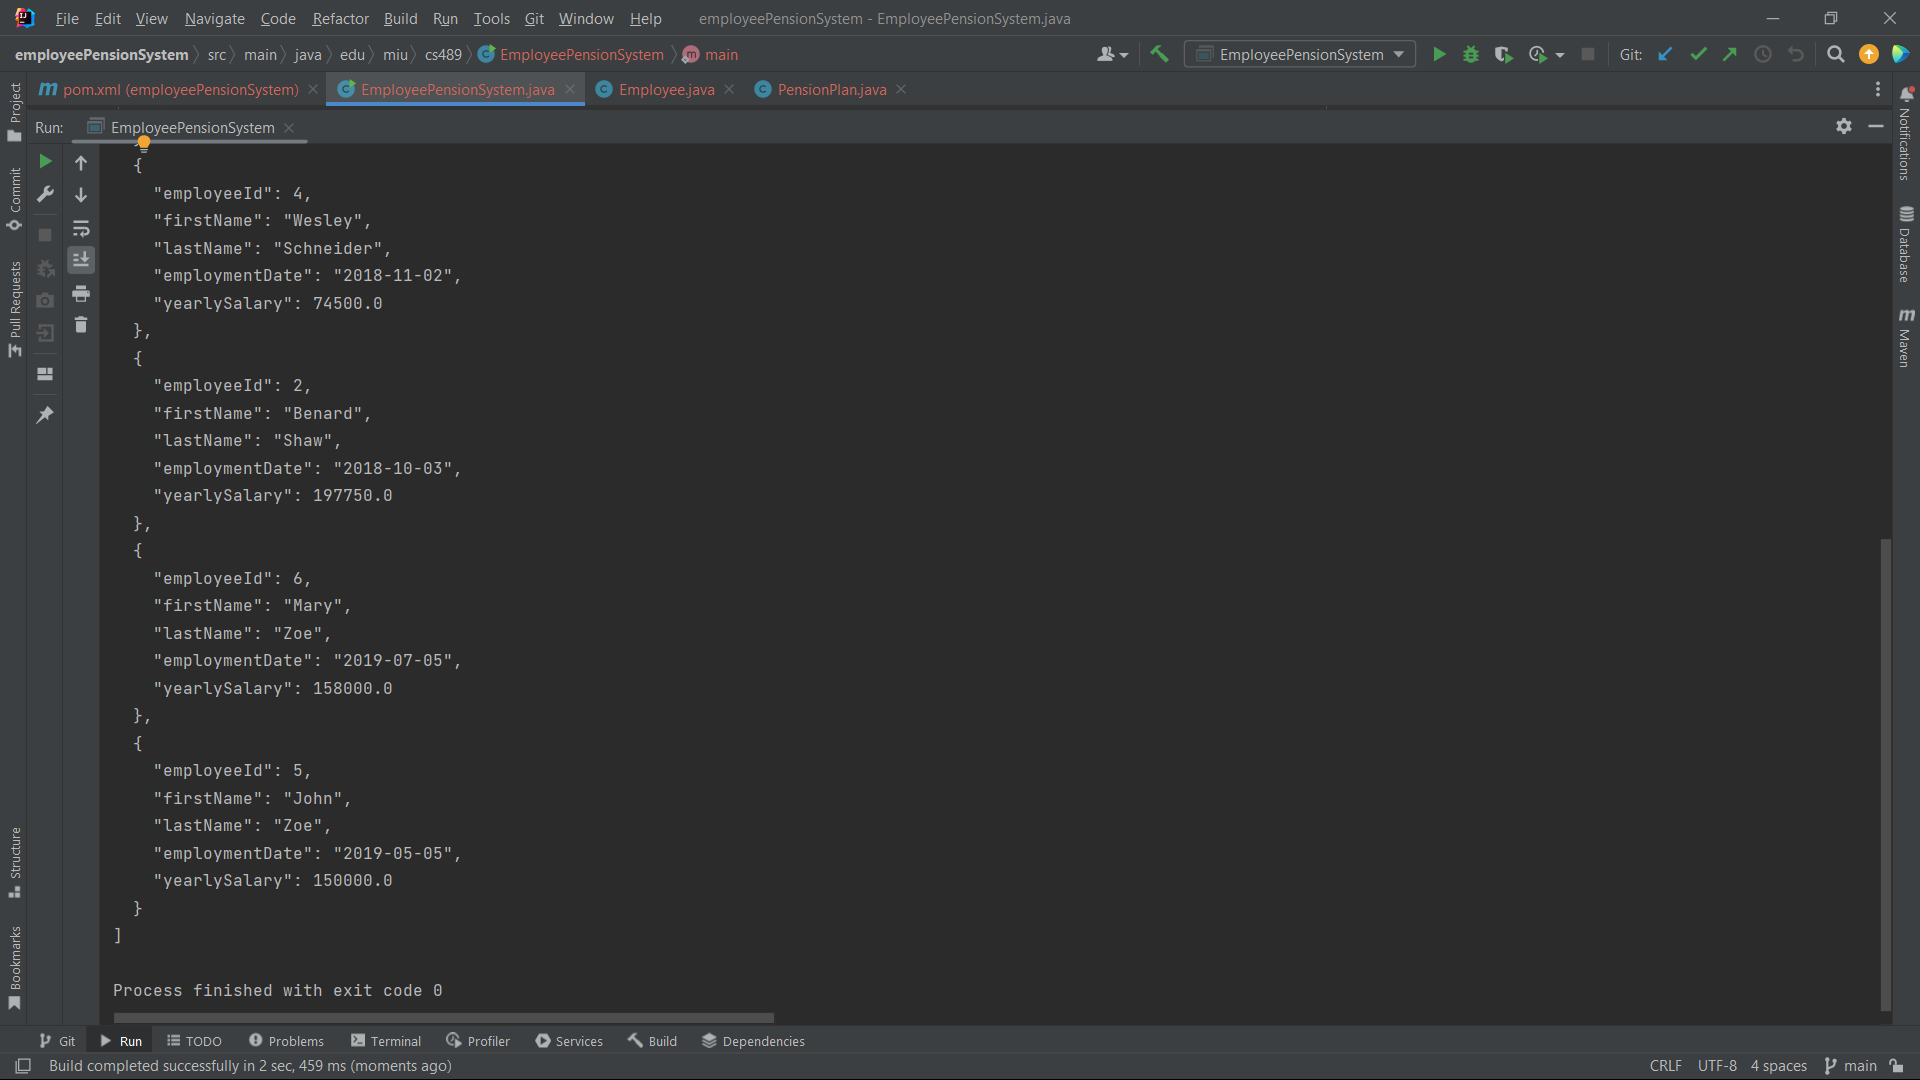 File Edit View Navigate Code Refactor Build Run Tools Git Window Help employeePensionSystem - EmployeePensionSystem.java
employeePensionSystem src main java edu miu cs489 EmployeePensionSystem main EmployeePensionSystem Git:
pom.xml (employeePensionSystem) EmployeePensionSystem.java Employee.java PensionPlan.java
Run: EmployeePensionSystem
{
"employeeId": 4,
"firstName": "Wesley",
"lastName": "Schneider",
"employmentDate": "2018-11-02",
"yearlySalary": 74500.0
},
{
"employeeId": 2,
"firstName": "Benard",
"lastName": "Shaw",
"employmentDate": "2018-10-03",
"yearlySalary": 197750.0
},
{
"employeeId": 6,
"firstName": "Mary",
"lastName": "Zoe",
"employmentDate": "2019-07-05",
"yearlySalary": 158000.0
},
{
"employeeId": 5,
"firstName": "John",
"lastName": "Zoe",
"employmentDate": "2019-05-05",
"yearlySalary": 150000.0
}
]
Process finished with exit code 0
Project
Commit
Pull Requests
Structure
Bookmarks
Notifications
Database
Maven
Git Run TODO Problems Terminal Profiler Services Build Dependencies
Build completed successfully in 2 sec, 459 ms (moments ago) CRLF UTF-8 4 spaces main